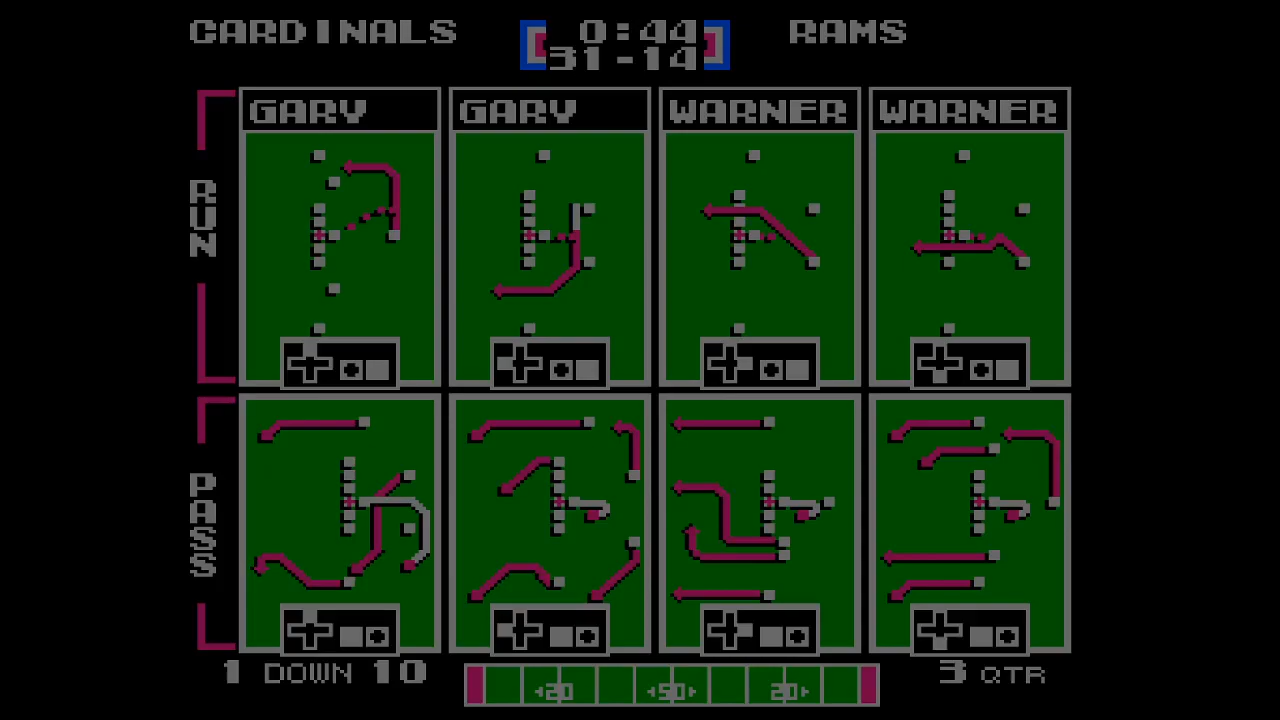 CARDINALS 0:44 RAMS
31-14
GARY GARY WARNER WARNER
RUN
PASS
1 DOWN 10 3 QTR
20 50 20